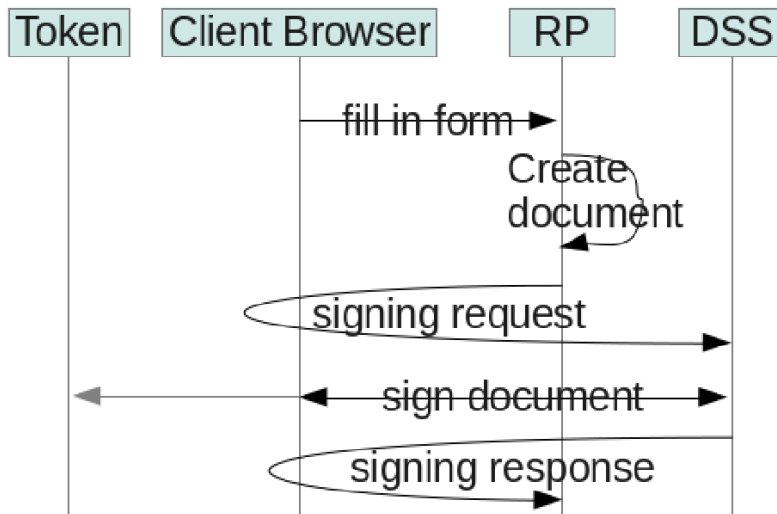 Token
Client Browser
RP
DSS
fill in form
Create
document
signing request
sign document
signing response